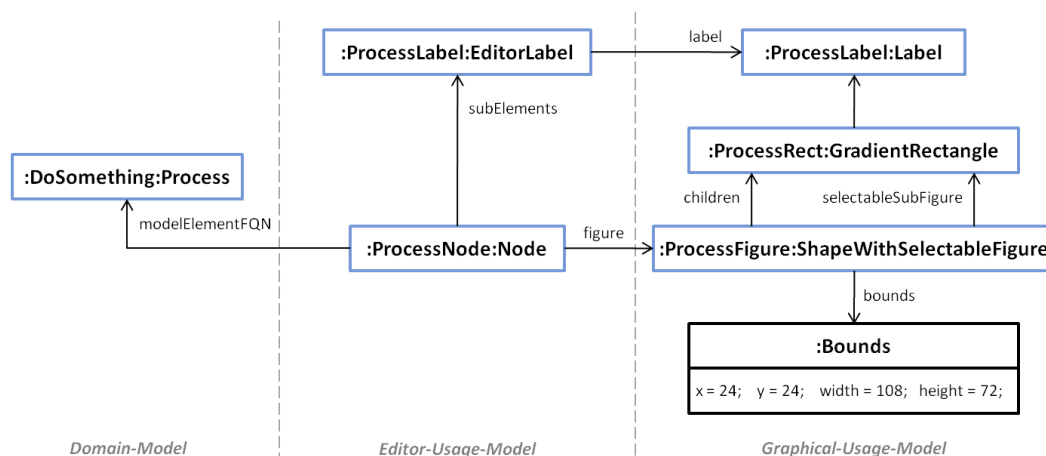 label
:ProcessLabel:EditorLabel
:ProcessLabel:Label
subElements
:ProcessRect:GradientRectangle
:DoSomething:Process
children
selectableSubFigure
modelElementFQN
figure
:ProcessNode:Node
:ProcessFigure:ShapeWithSelectableFigure
bounds
:Bounds
x = 24; y = 24; width = 108; height = 72;
Domain-Model
Editor-Usage-Model
Graphical-Usage-Model